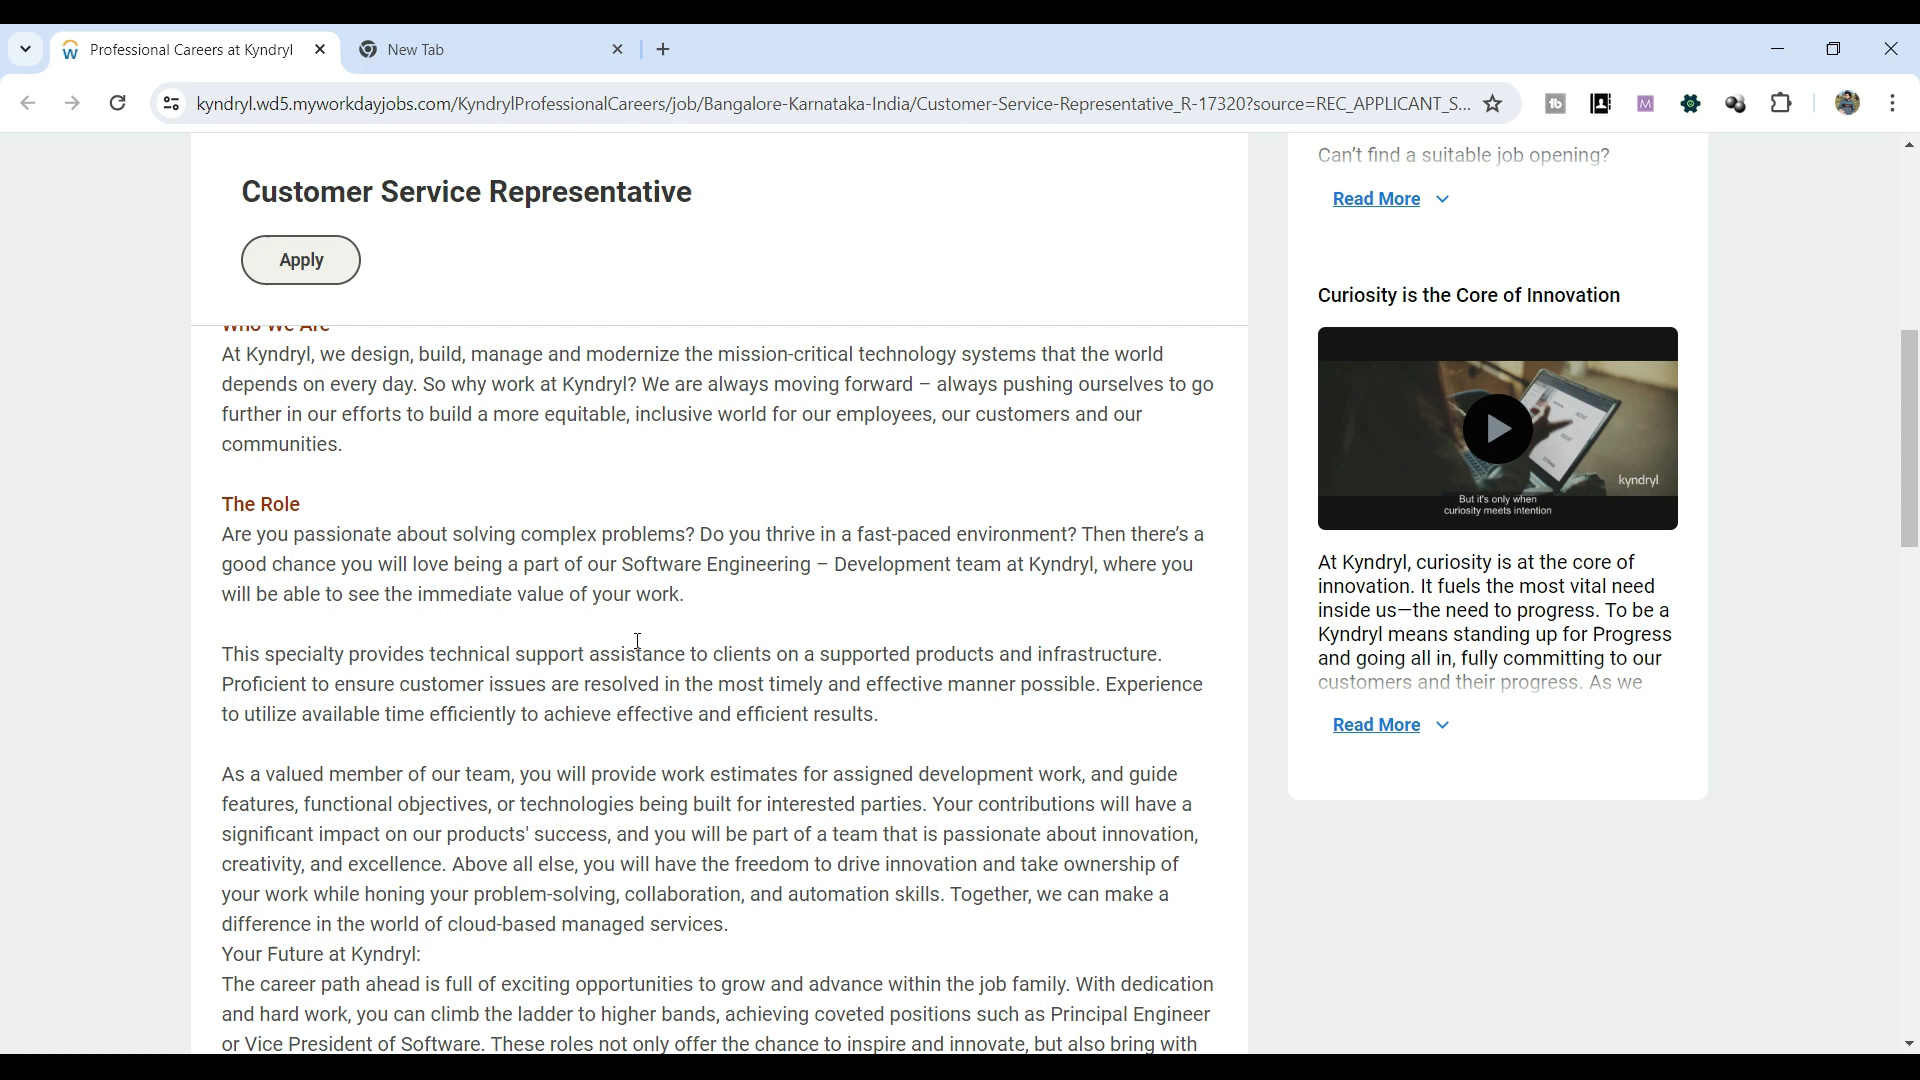 Professional Careers at Kyndryl
New Tab
kyndryl.wd5.myworkdayjobs.com/KyndrylProfessionalCareers/job/Bangalore-Karnataka-India/Customer-Service-Representative_R-17320?source=REC_APPLICANT_S...
Customer Service Representative
Apply
Who We Are
At Kyndryl, we design, build, manage and modernize the mission-critical technology systems that the world
depends on every day. So why work at Kyndryl? We are always moving forward – always pushing ourselves to go
further in our efforts to build a more equitable, inclusive world for our employees, our customers and our
communities.
The Role
Are you passionate about solving complex problems? Do you thrive in a fast-paced environment? Then there’s a
good chance you will love being a part of our Software Engineering – Development team at Kyndryl, where you
will be able to see the immediate value of your work.
This specialty provides technical support assistance to clients on a supported products and infrastructure.
Proficient to ensure customer issues are resolved in the most timely and effective manner possible. Experience
to utilize available time efficiently to achieve effective and efficient results.
As a valued member of our team, you will provide work estimates for assigned development work, and guide
features, functional objectives, or technologies being built for interested parties. Your contributions will have a
significant impact on our products' success, and you will be part of a team that is passionate about innovation,
creativity, and excellence. Above all else, you will have the freedom to drive innovation and take ownership of
your work while honing your problem-solving, collaboration, and automation skills. Together, we can make a
difference in the world of cloud-based managed services.
Your Future at Kyndryl:
The career path ahead is full of exciting opportunities to grow and advance within the job family. With dedication
and hard work, you can climb the ladder to higher bands, achieving coveted positions such as Principal Engineer
or Vice President of Software. These roles not only offer the chance to inspire and innovate, but also bring with
Can’t find a suitable job opening?
Read More
Curiosity is the Core of Innovation
kyndryl
But it's only when
curiosity meets intention
At Kyndryl, curiosity is at the core of
innovation. It fuels the most vital need
inside us—the need to progress. To be a
Kyndryl means standing up for Progress
and going all in, fully committing to our
customers and their progress. As we
Read More